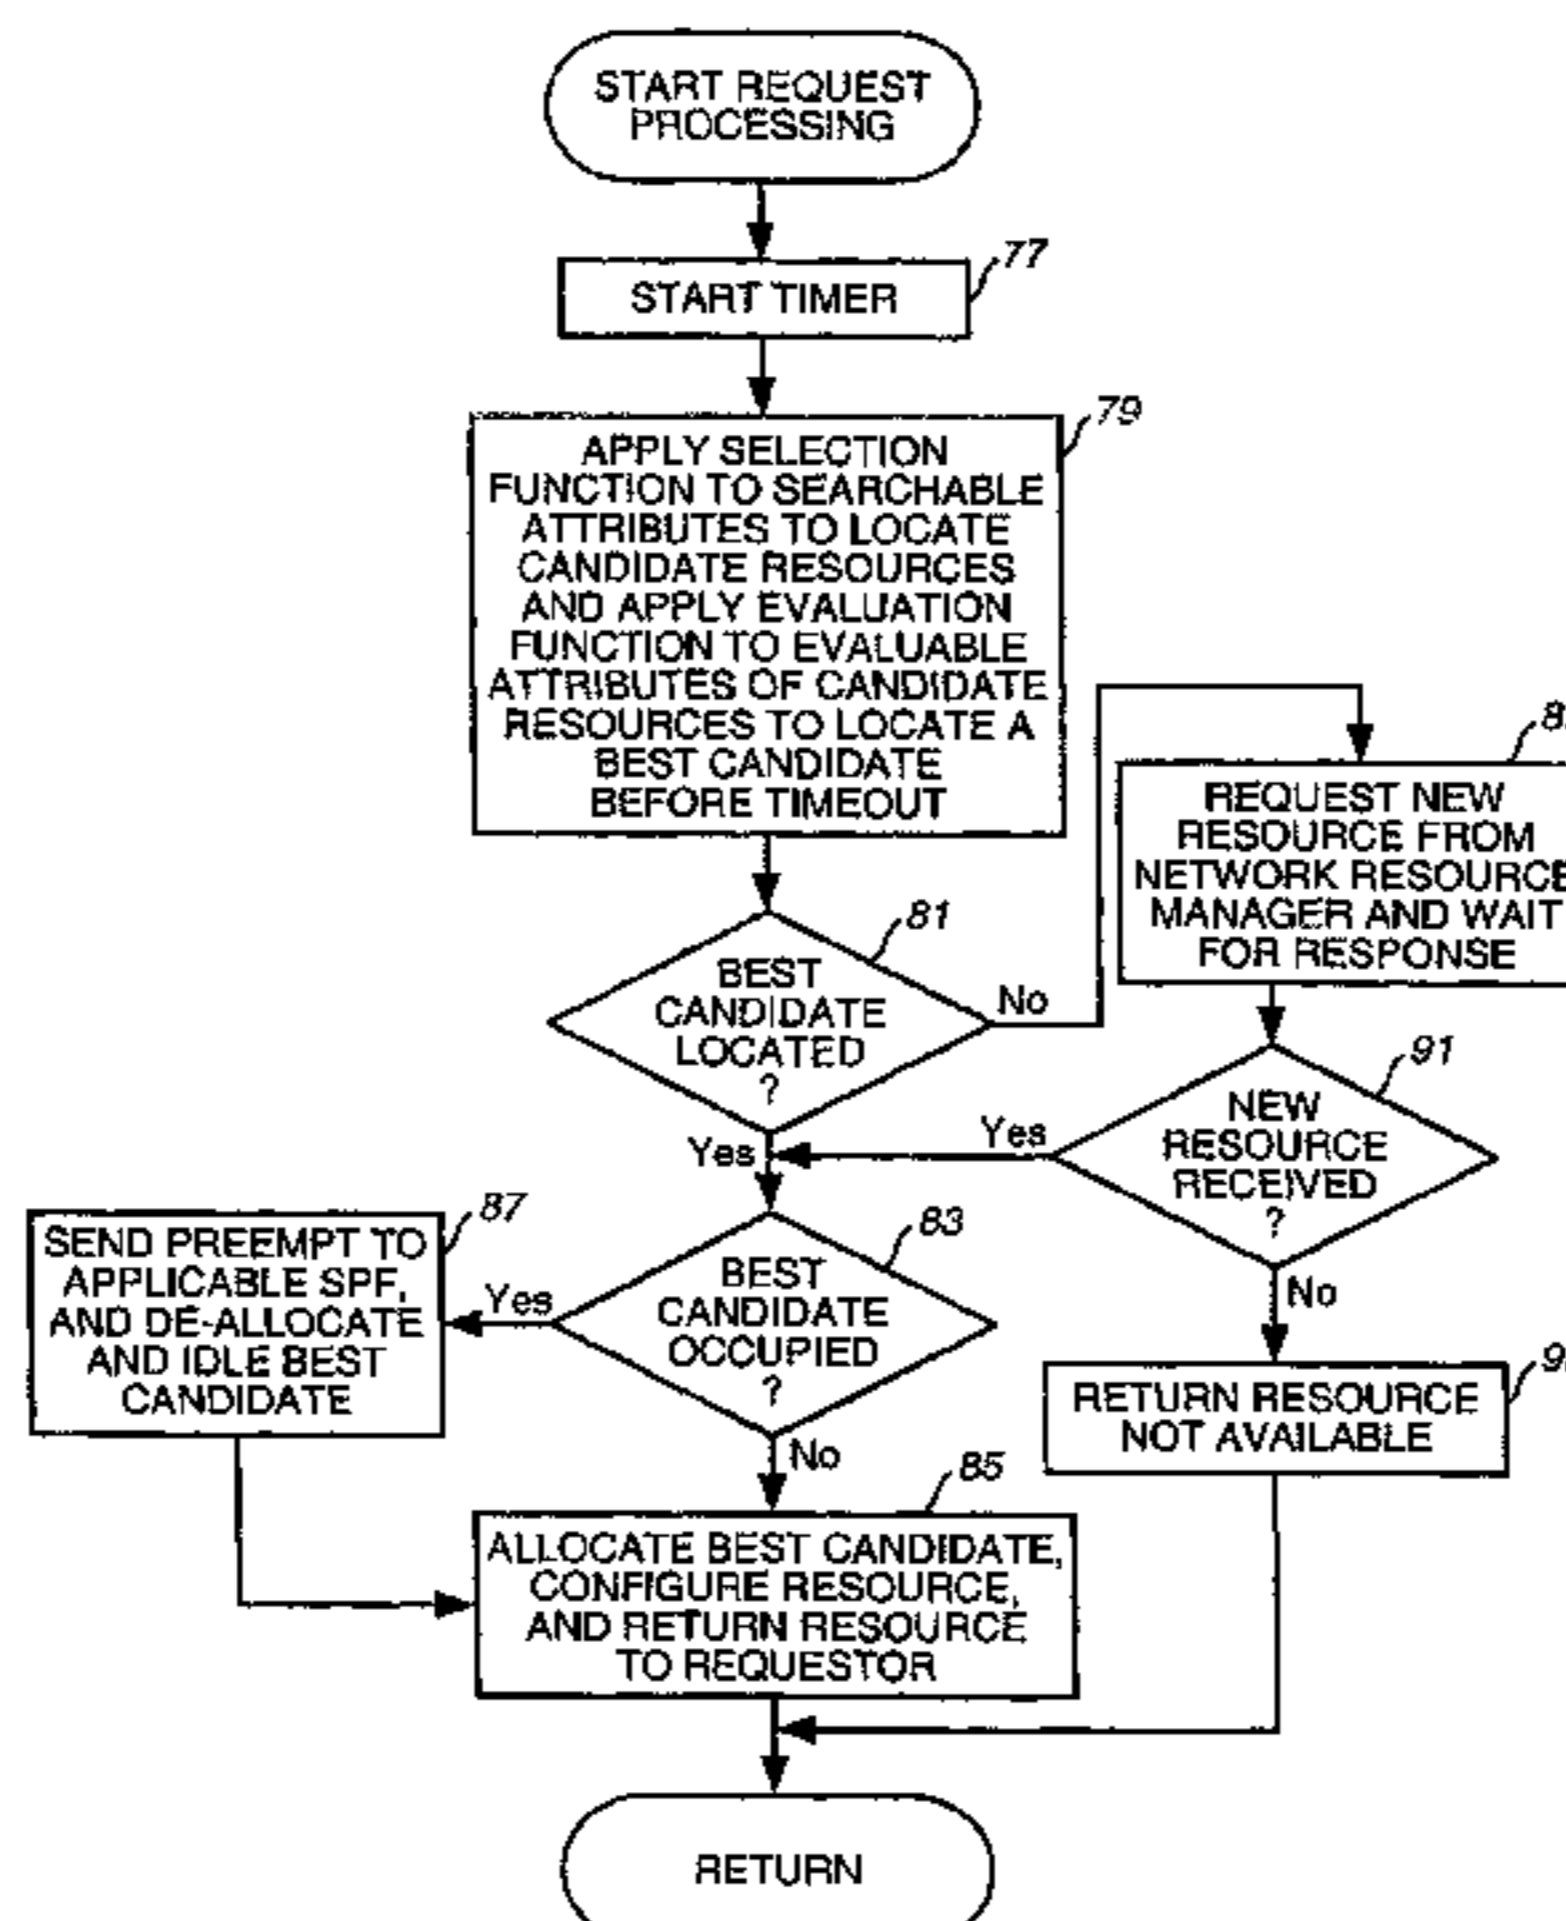 START REQUEST
PROCESSING
77
START TIMER
79
APPLY SELECTION
FUNCTION TO SEARCHABLE
ATTRIBUTES TO LOCATE
CANDIDATE RESOURCES
AND APPLY EVALUATION
FUNCTION TO EVALUABLE
ATTRIBUTES OF CANDIDATE
RESOURCES TO LOCATE A
BEST CANDIDATE
BEFORE TIMEOUT
REQUEST NEW
RESOURCE FROM
NETWORK RESOURCE
MANAGER AND WAIT
FOR RESPONSE
81
BEST
CANDIDATE
LOCATED
?
No
Yes
91
NEW
RESOURCE
RECEIVED
?
Yes
No
87
SEND PREEMPT TO
APPLICABLE SPF,
AND DE-ALLOCATE
AND IDLE BEST
CANDIDATE
83
BEST
CANDIDATE
OCCUPIED
?
Yes
No
RETURN RESOURCE
NOT AVAILABLE
85
ALLOCATE BEST CANDIDATE,
CONFIGURE RESOURCE,
AND RETURN RESOURCE
TO REQUESTOR
RETURN